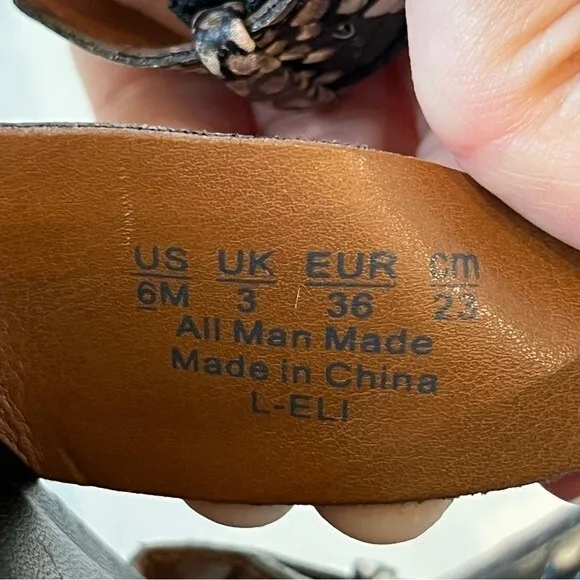 US UK EUR cm
6M 3 36 23
All Man Made
Made in China
L-ELI